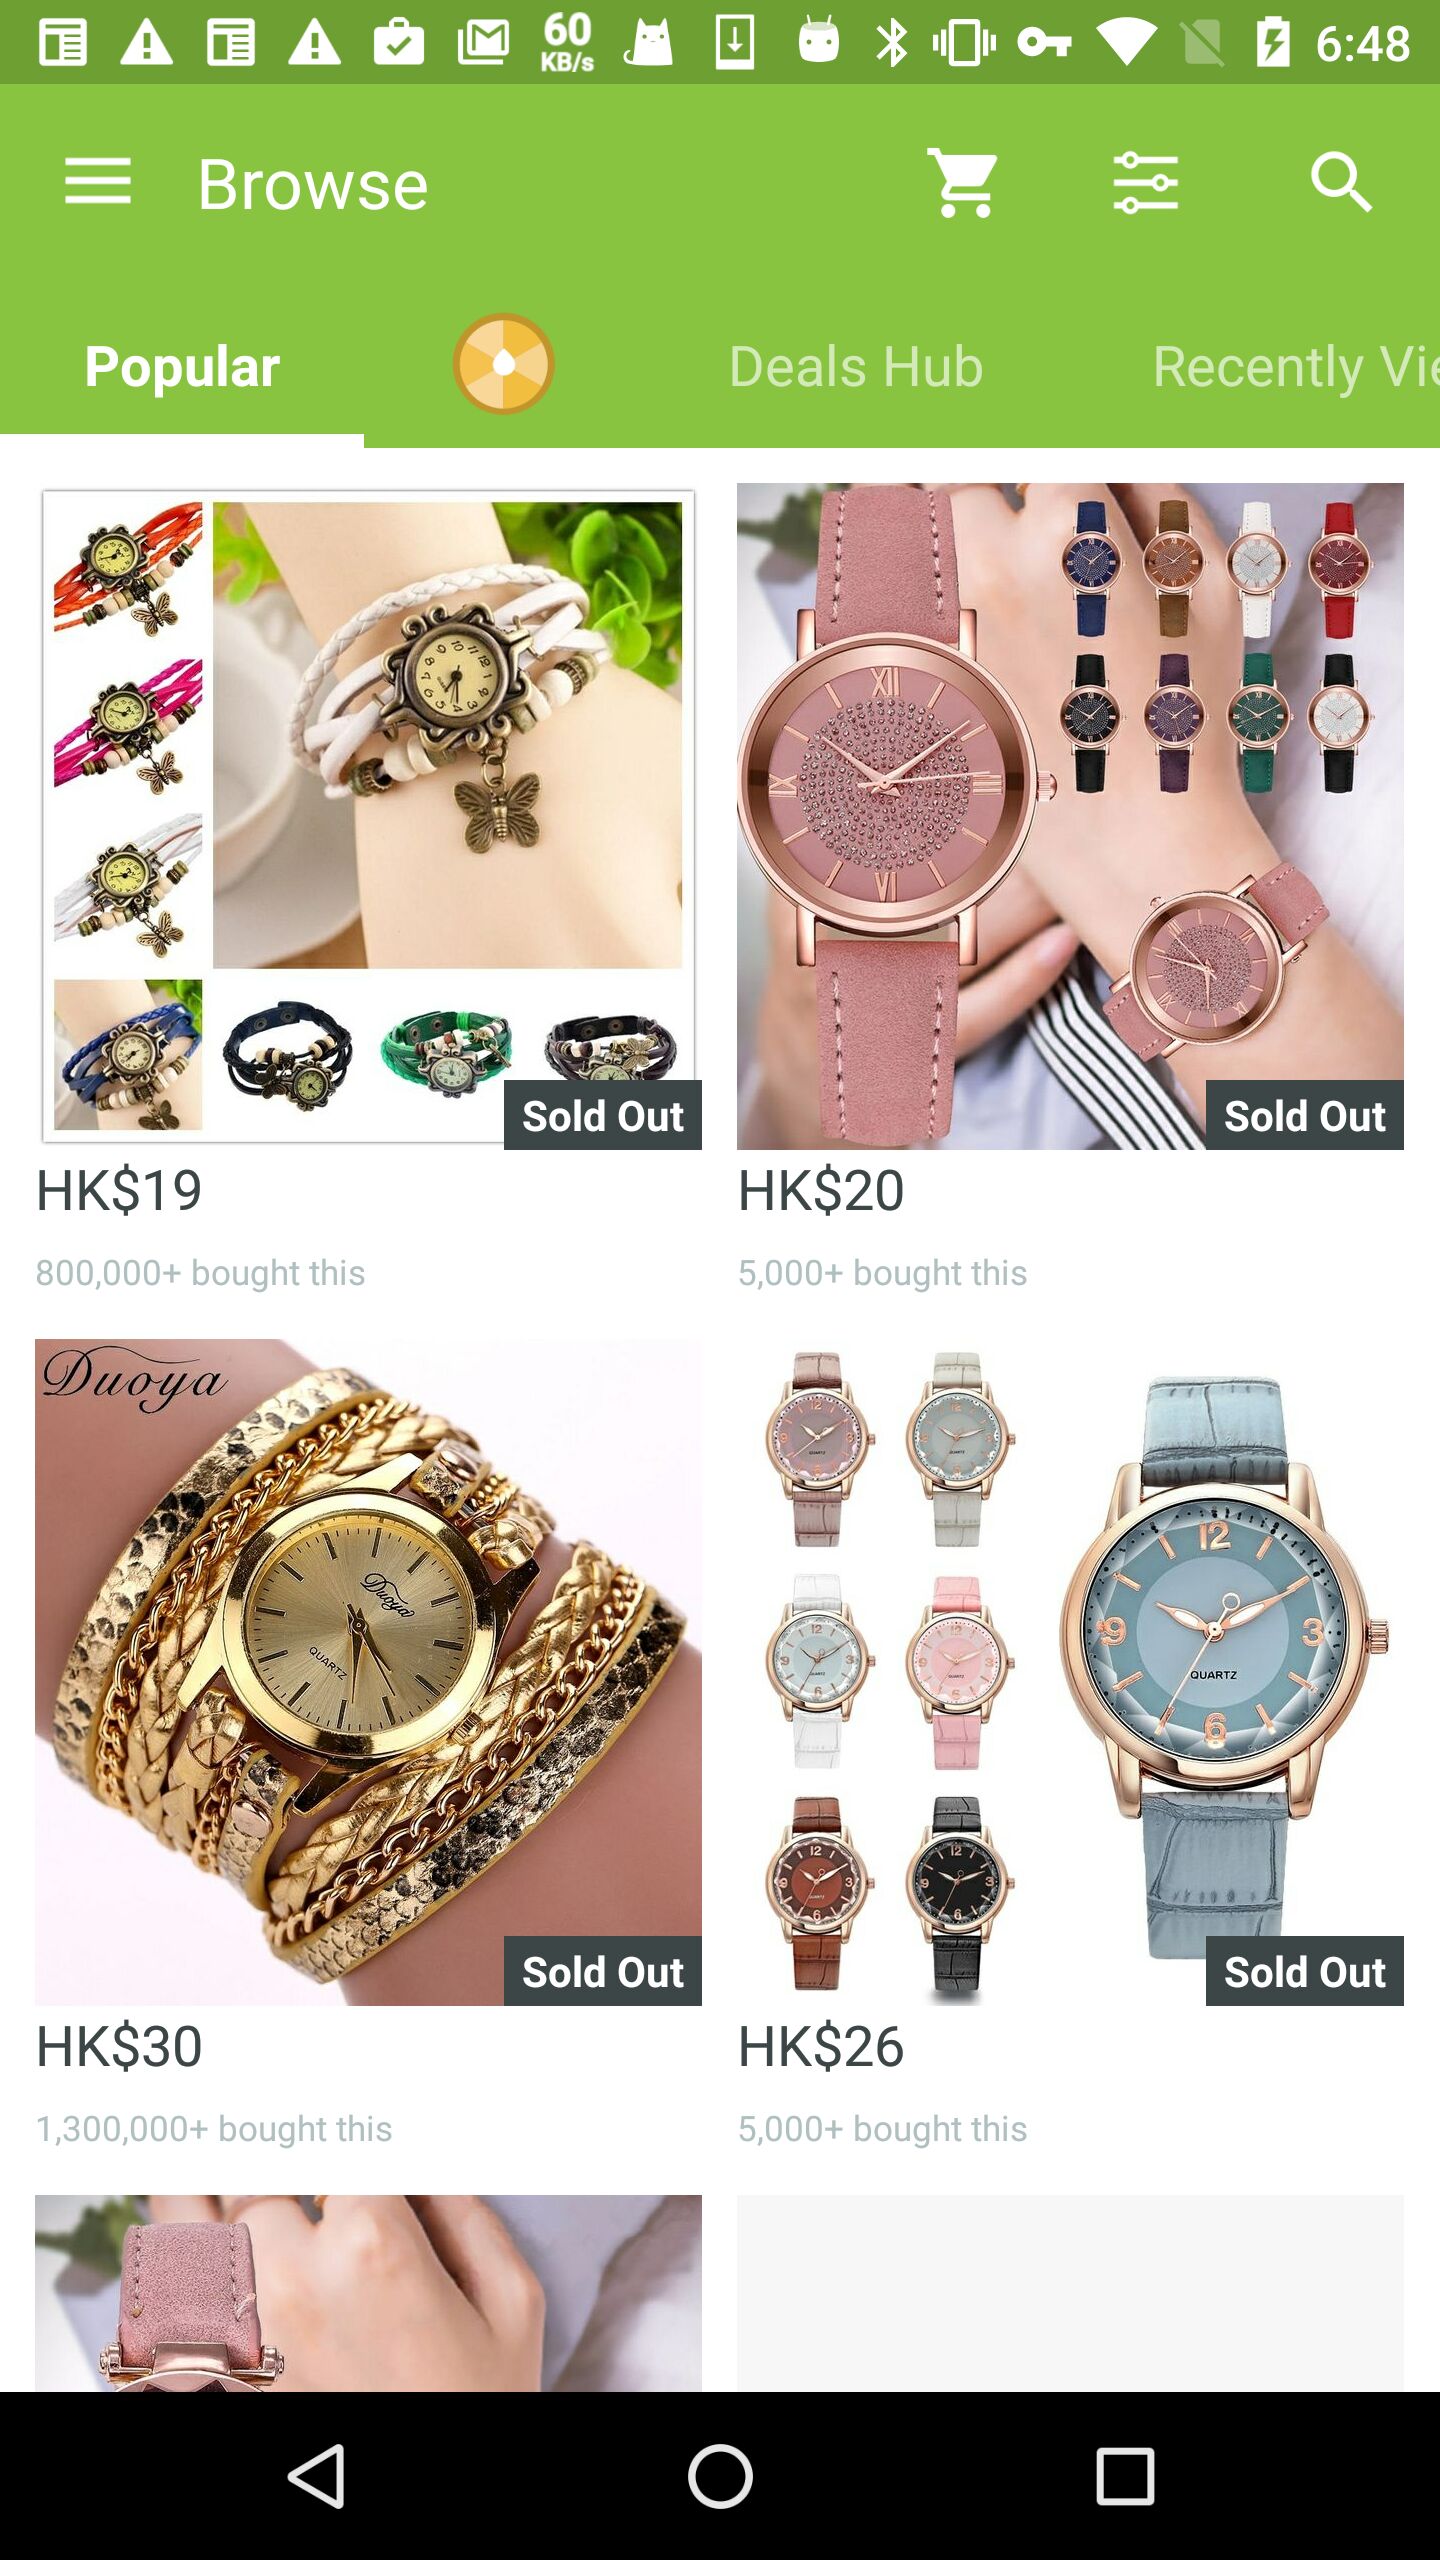 60
KB/s
6:48
Browse
Popular
Deals Hub
Recently Vie
Sold Out
Sold Out
HK$19
HK$20
800,000+ bought this
5,000+ bought this
Duoya
Duoya
QUARTZ
12
9
3
QUARTZ
6
Sold Out
Sold Out
HK$30
HK$26
1,300,000+ bought this
5,000+ bought this